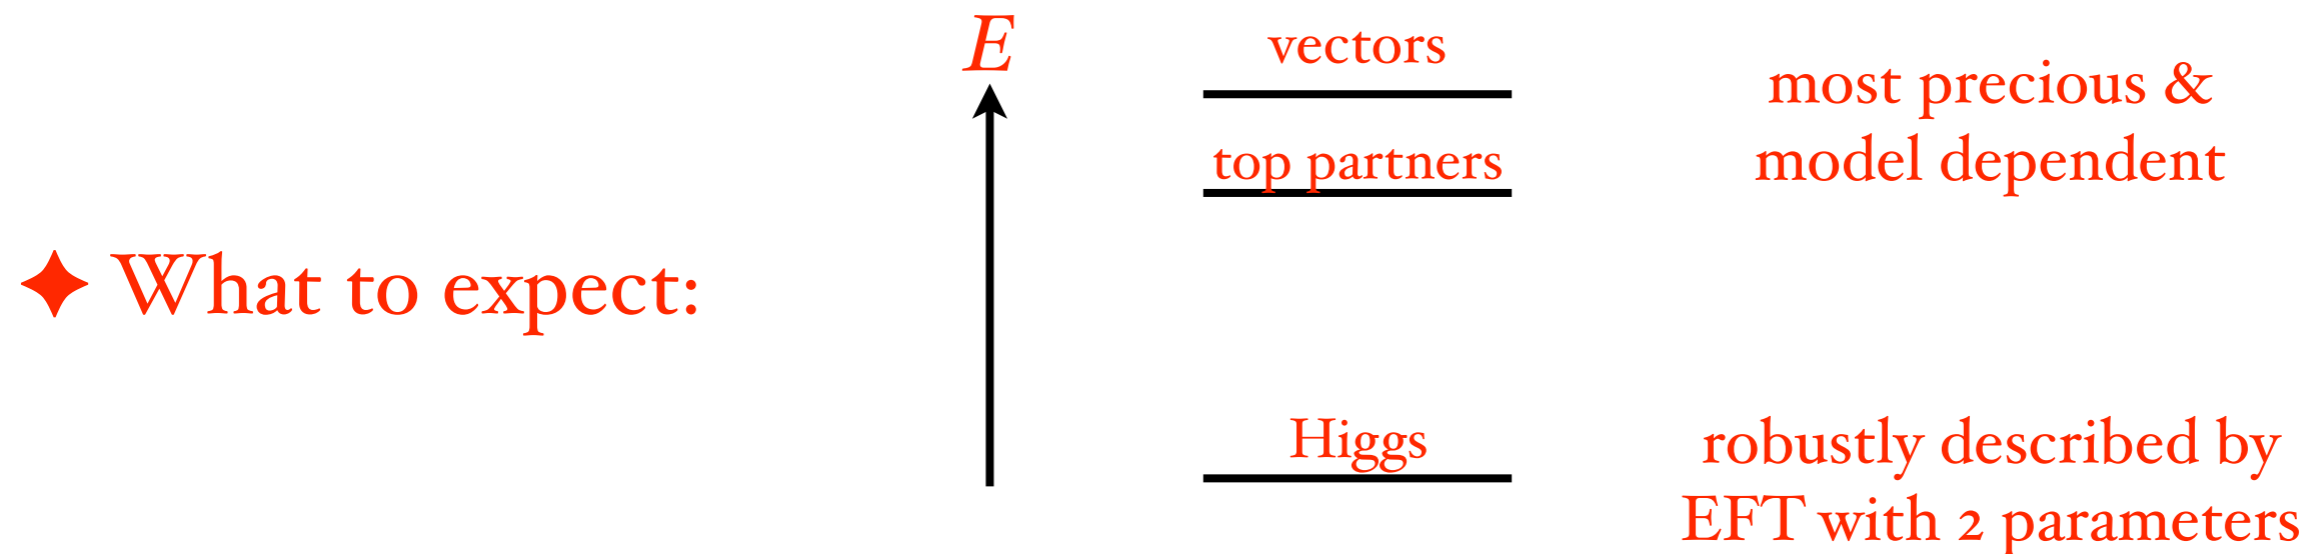 E
vectors
most precious &
model dependent
top partners
✦ What to expect:
Higgs
robustly described by
EFT with 2 parameters